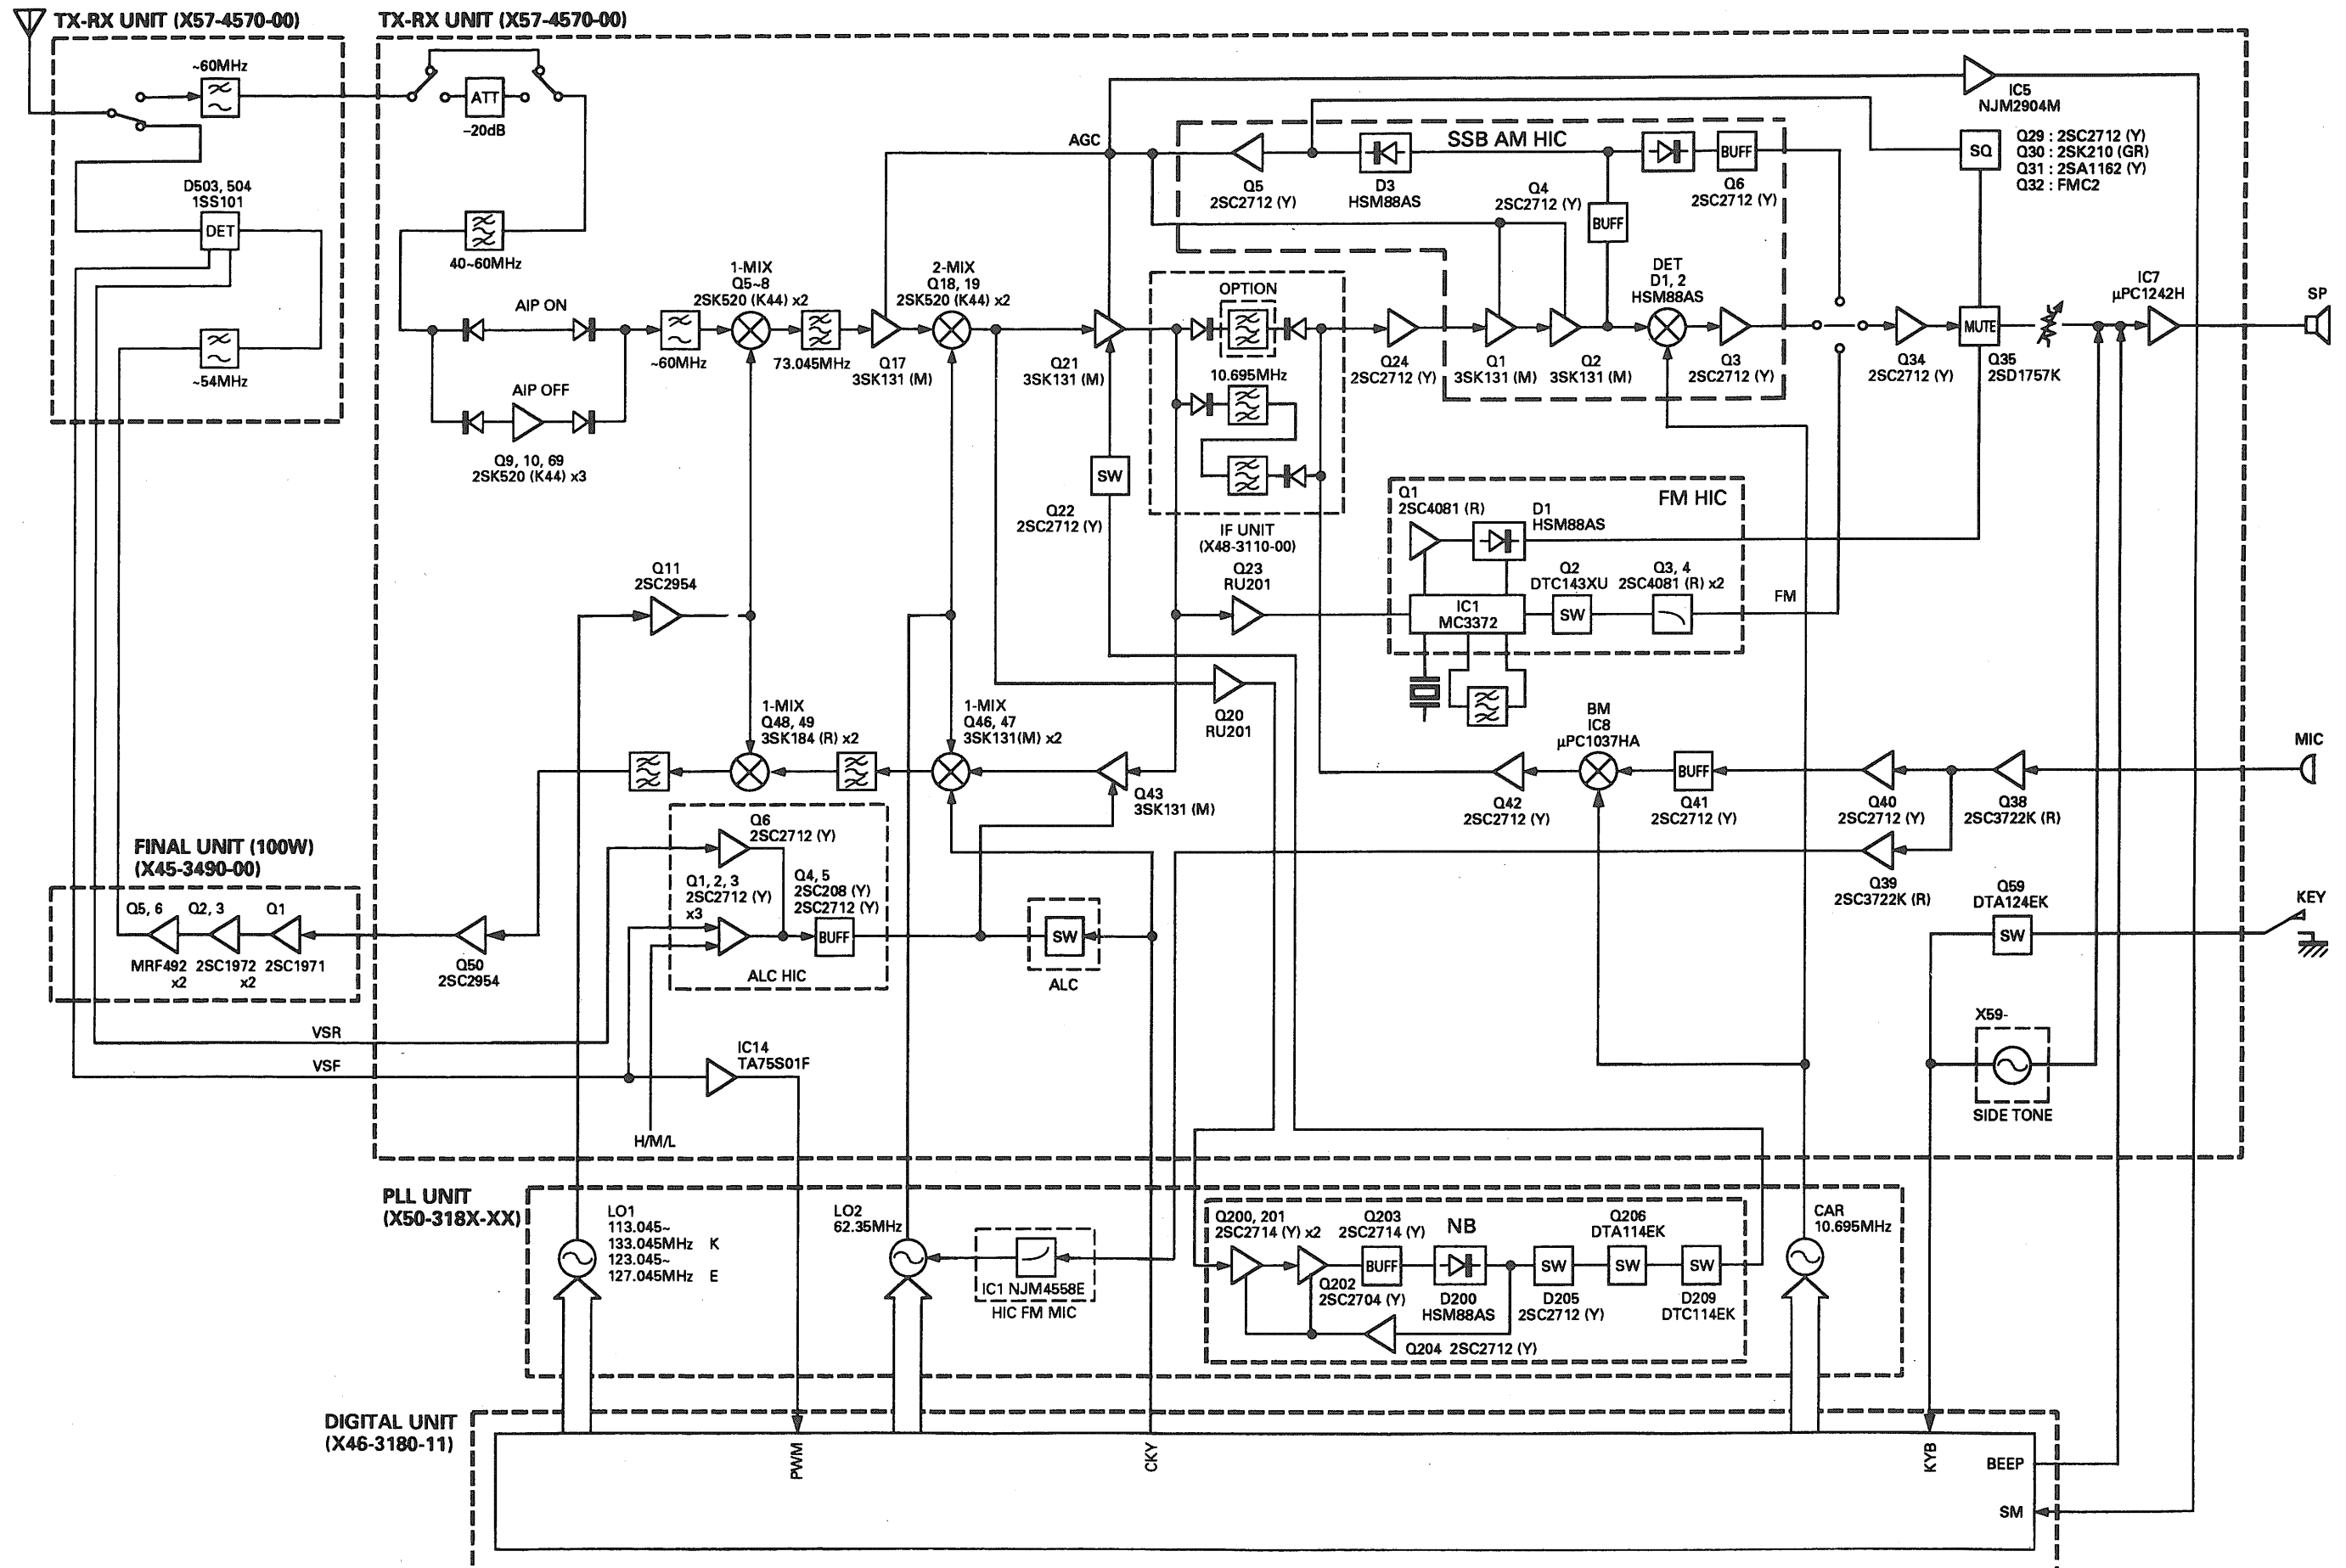 TX-RX UNIT (X57-4570-00)
TX-RX UNIT (X57-4570-00)
~60MHz
ATT
–20dB
IC5
NJM2904M
AGC
SSB AM HIC
BUFF
SQ
Q29 : 2SC2712 (Y)
Q30 : 2SK210 (GR)
Q31 : 2SA1162 (Y)
Q32 : FMC2
D503, 504
1SS101
DET
Q5
2SC2712 (Y)
D3
HSM88AS
Q4
2SC2712 (Y)
BUFF
Q6
2SC2712 (Y)
40~60MHz
1-MIX
Q5~8
2SK520 (K44) x2
2-MIX
Q18, 19
2SK520 (K44) x2
OPTION
DET
D1, 2
HSM88AS
IC7
µPC1242H
SP
AIP ON
MUTE
~54MHz
~60MHz
73.045MHz
Q17
3SK131 (M)
Q21
3SK131 (M)
10.695MHz
Q24
2SC2712 (Y)
Q1
3SK131 (M)
Q2
3SK131 (M)
Q3
2SC2712 (Y)
Q34
2SC2712 (Y)
Q35
2SD1757K
AIP OFF
Q9, 10, 69
2SK520 (K44) x3
SW
Q22
2SC2712 (Y)
IF UNIT
(X48-3110-00)
Q1
2SC4081 (R)
D1
HSM88AS
FM HIC
Q11
2SC2954
Q23
RU201
IC1
MC3372
Q2
DTC143XU
SW
Q3, 4
2SC4081 (R) x2
FM
Q20
RU201
1-MIX
Q48, 49
3SK184 (R) x2
1-MIX
Q46, 47
3SK131(M) x2
Q43
3SK131 (M)
BM
IC8
µPC1037HA
Q42
2SC2712 (Y)
BUFF
Q41
2SC2712 (Y)
Q40
2SC2712 (Y)
Q38
2SC3722K (R)
MIC
Q39
2SC3722K (R)
FINAL UNIT (100W)
(X45-3490-00)
Q5, 6
Q2, 3
Q1
MRF492
x2
2SC1972
x2
2SC1971
Q50
2SC2954
Q6
2SC2712 (Y)
Q1, 2, 3
2SC2712 (Y)
x3
Q4, 5
2SC208 (Y)
2SC2712 (Y)
BUFF
ALC HIC
SW
ALC
Q59
DTA124EK
SW
KEY
X59-
SIDE TONE
VSR
VSF
IC14
TA75S01F
H/M/L
PLL UNIT
(X50-318X-XX)
LO1
113.045~
133.045MHz K
123.045~
127.045MHz E
LO2
62.35MHz
IC1 NJM4558E
HIC FM MIC
Q200, 201
2SC2714 (Y) x2
Q203
2SC2714 (Y)
NB
Q206
DTA114EK
BUFF
SW
SW
SW
Q202
2SC2704 (Y)
D200
HSM88AS
D205
2SC2712 (Y)
D209
DTC114EK
Q204 2SC2712 (Y)
CAR
10.695MHz
DIGITAL UNIT
(X46-3180-11)
PWM
CKY
KYB
BEEP
SM